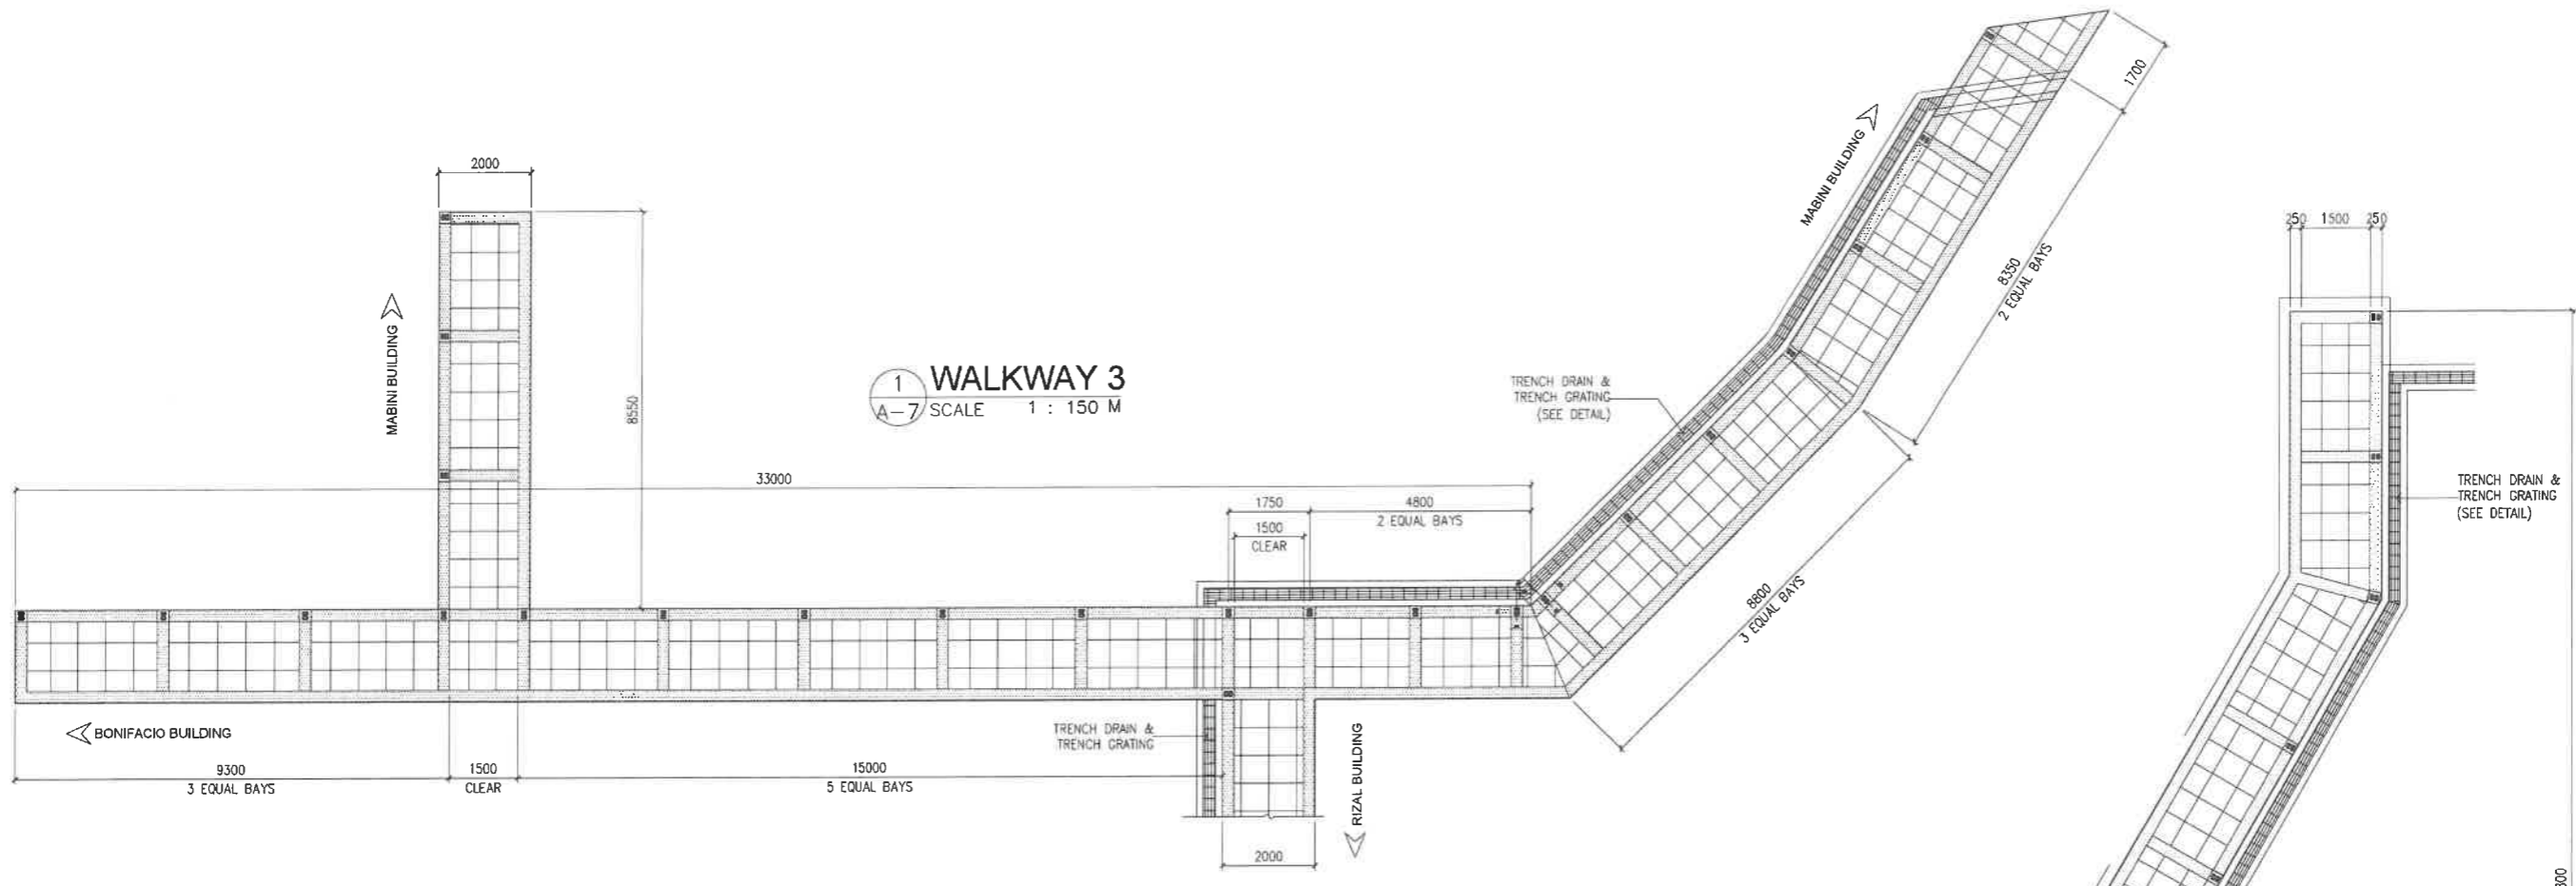 2000
MABINI BUILDING
8550
1
A-7
WALKWAY 3
SCALE 1 : 150 M
33000
1750
4800
2 EQUAL BAYS
1500
CLEAR
TRENCH DRAIN &
TRENCH GRATING
(SEE DETAIL)
MABINI BUILDING
1700
8350
2 EQUAL BAYS
8800
3 EQUAL BAYS
250 1500 250
TRENCH DRAIN &
TRENCH GRATING
(SEE DETAIL)
BONIFACIO BUILDING
TRENCH DRAIN &
TRENCH GRATING
RIZAL BUILDING
9300
3 EQUAL BAYS
1500
CLEAR
15000
5 EQUAL BAYS
2000